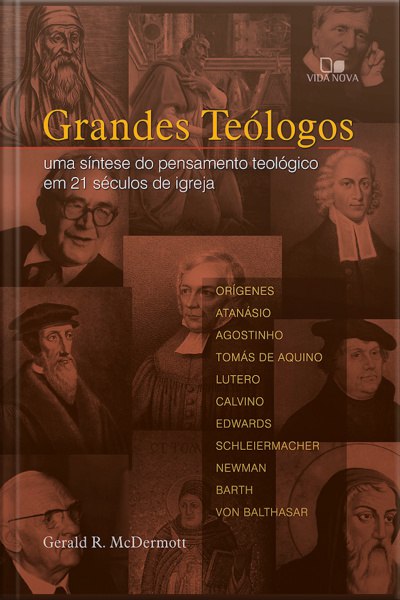 VIDA NOVA
Grandes Teólogos
uma síntese do pensamento teológico
em 21 séculos de igreja
ORÍGENES
ATANÁSIO
AGOSTINHO
TOMÁS DE AQUINO
LUTERO
CALVINO
EDWARDS
SCHLEIERMACHER
NEWMAN
BARTH
VON BALTHASAR
Gerald R. McDermott